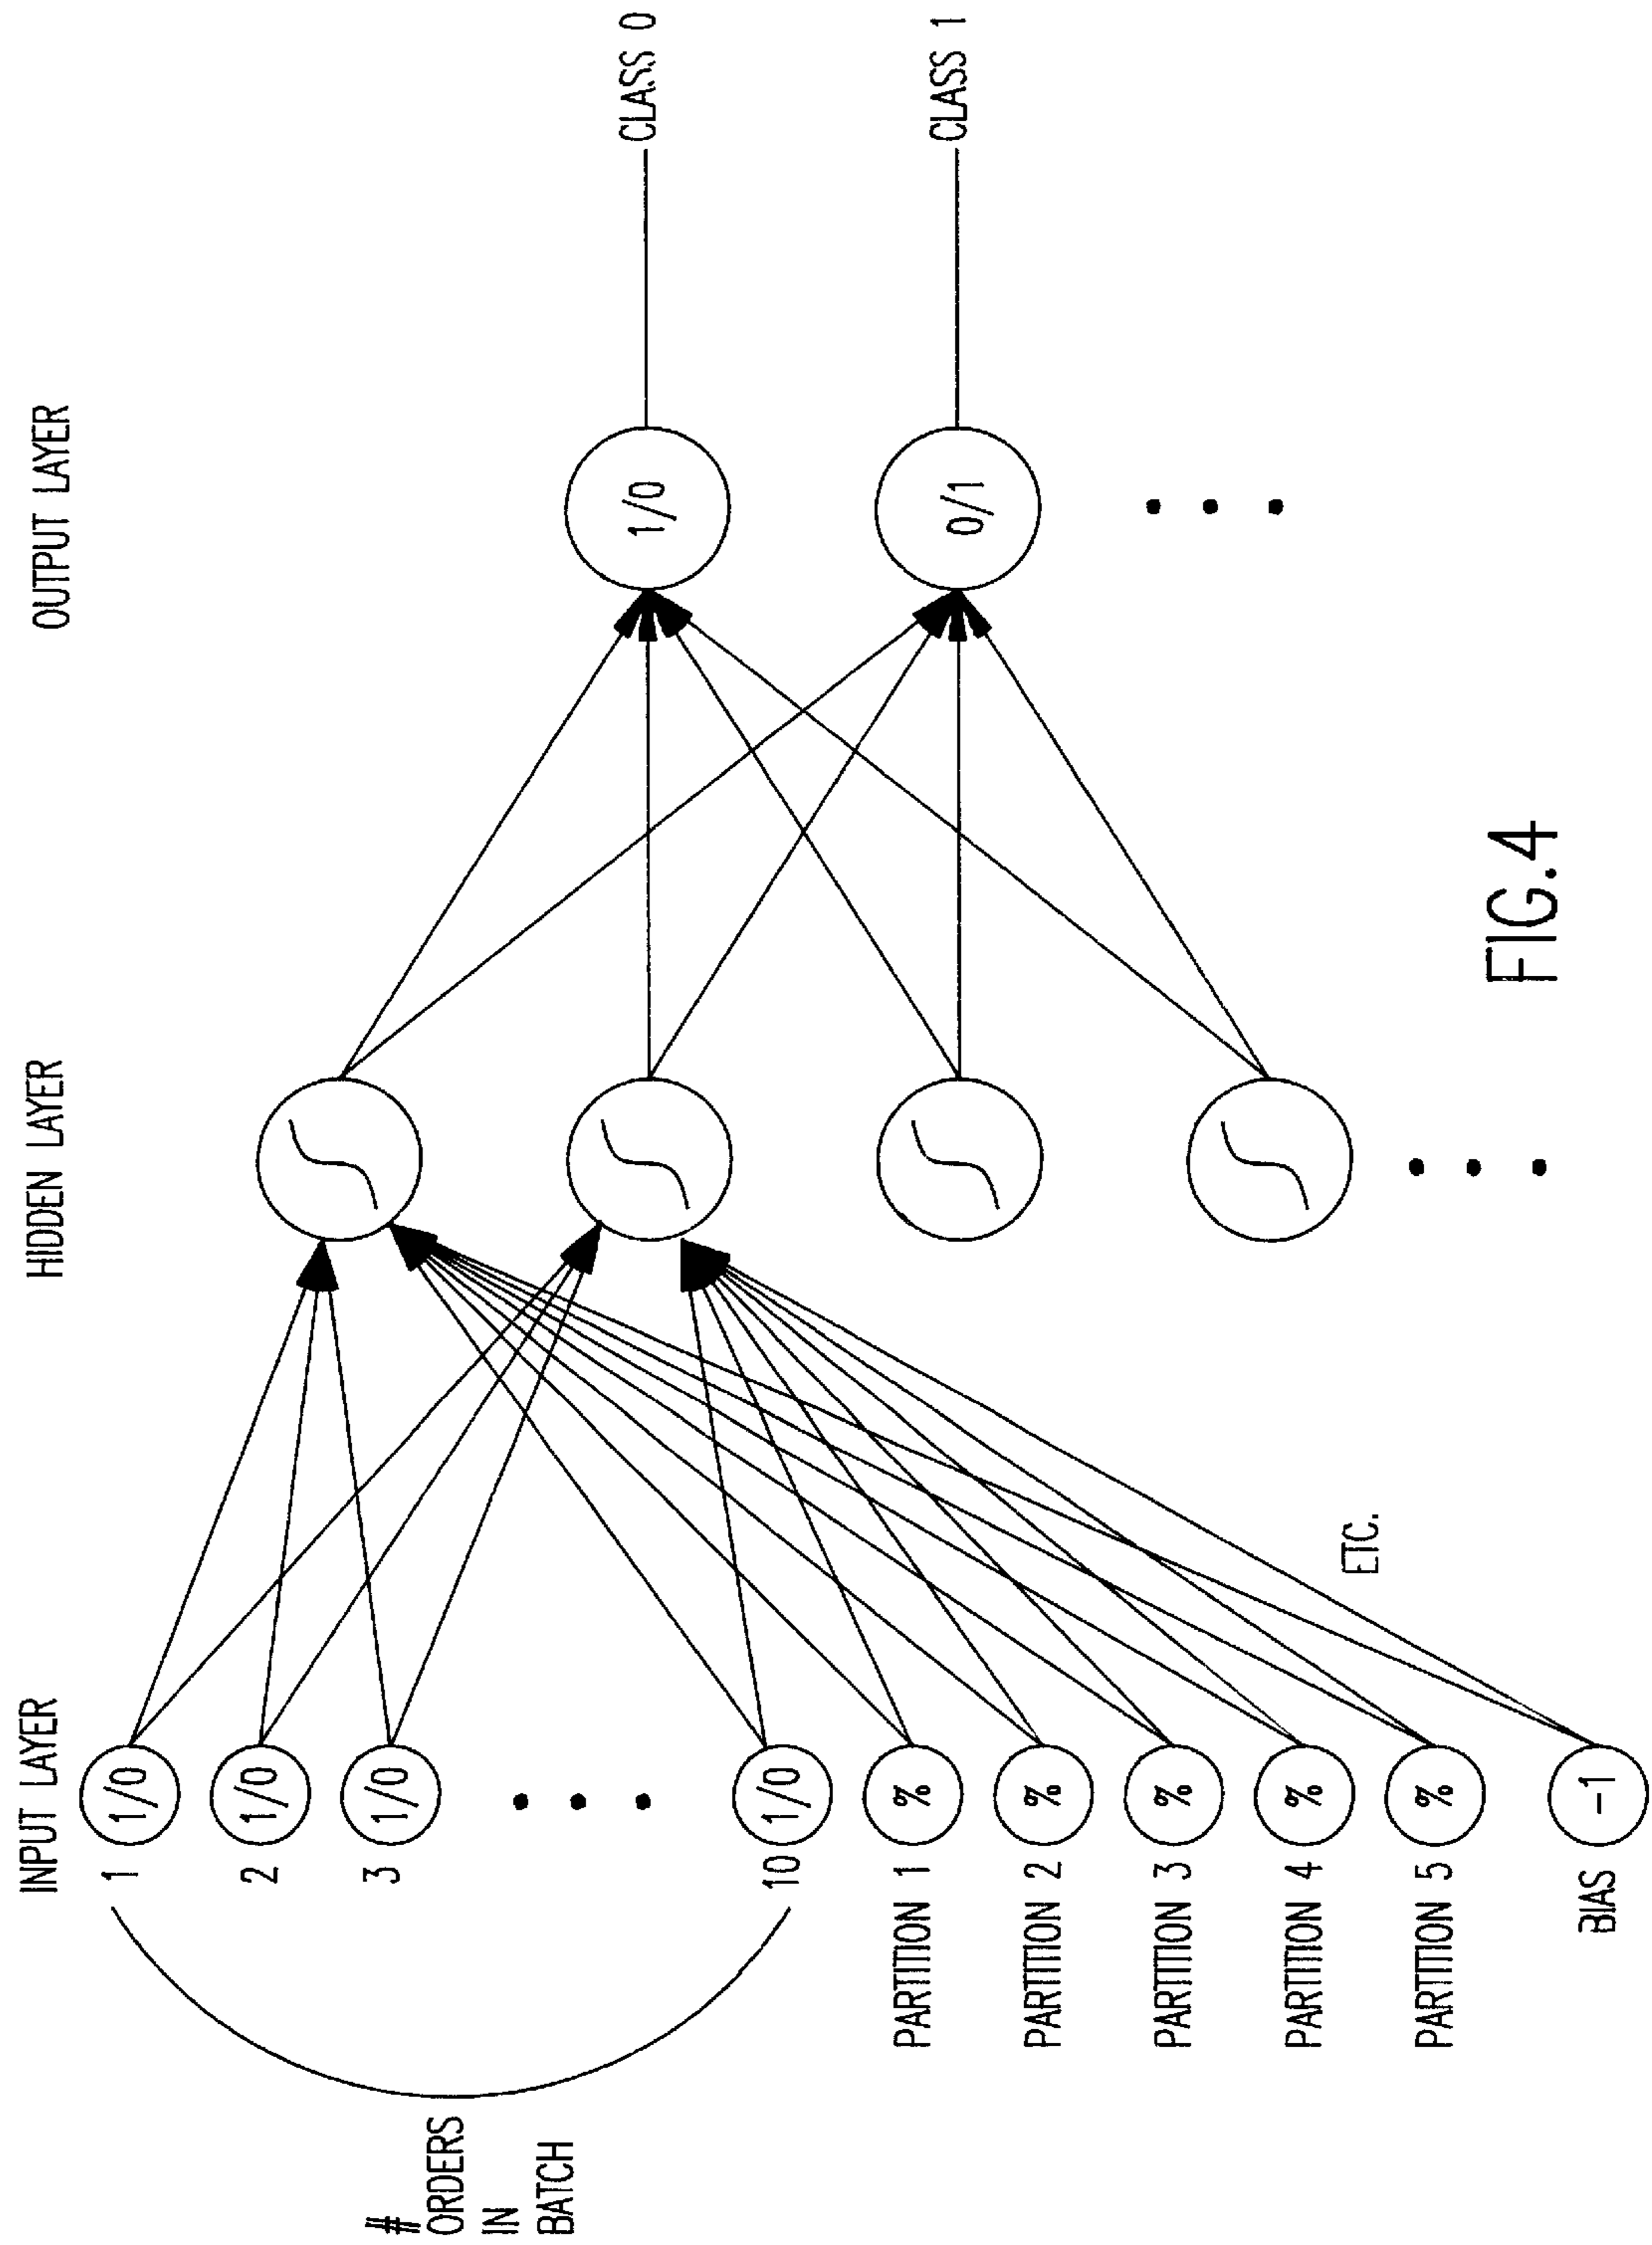 INPUT LAYER
HIDDEN LAYER
OUTPUT LAYER
# ORDERS
IN
BATCH
1 1/0
2 1/0
3 1/0
10 1/0
PARTITION 1 %
PARTITION 2 %
PARTITION 3 %
PARTITION 4 %
PARTITION 5 %
BIAS -1
ETC.
1/0 CLASS 0
0/1 CLASS 1
FIG.4